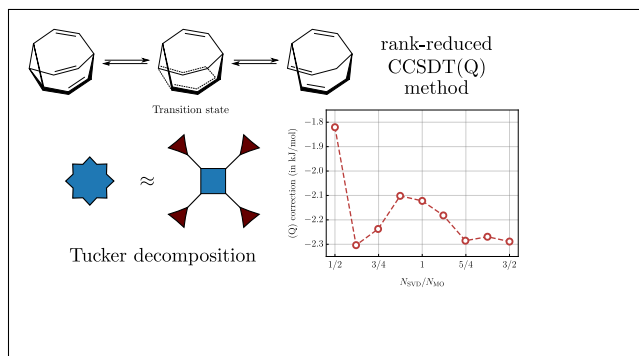 rank-reduced
CCSDT(Q)
method
Transition state
≈
Tucker decomposition
(Q) correction (in kJ/mol)
−1.8
−1.9
−2.0
−2.1
−2.2
−2.3
1/2
3/4
1
5/4
3/2
N_SVD/N_MO